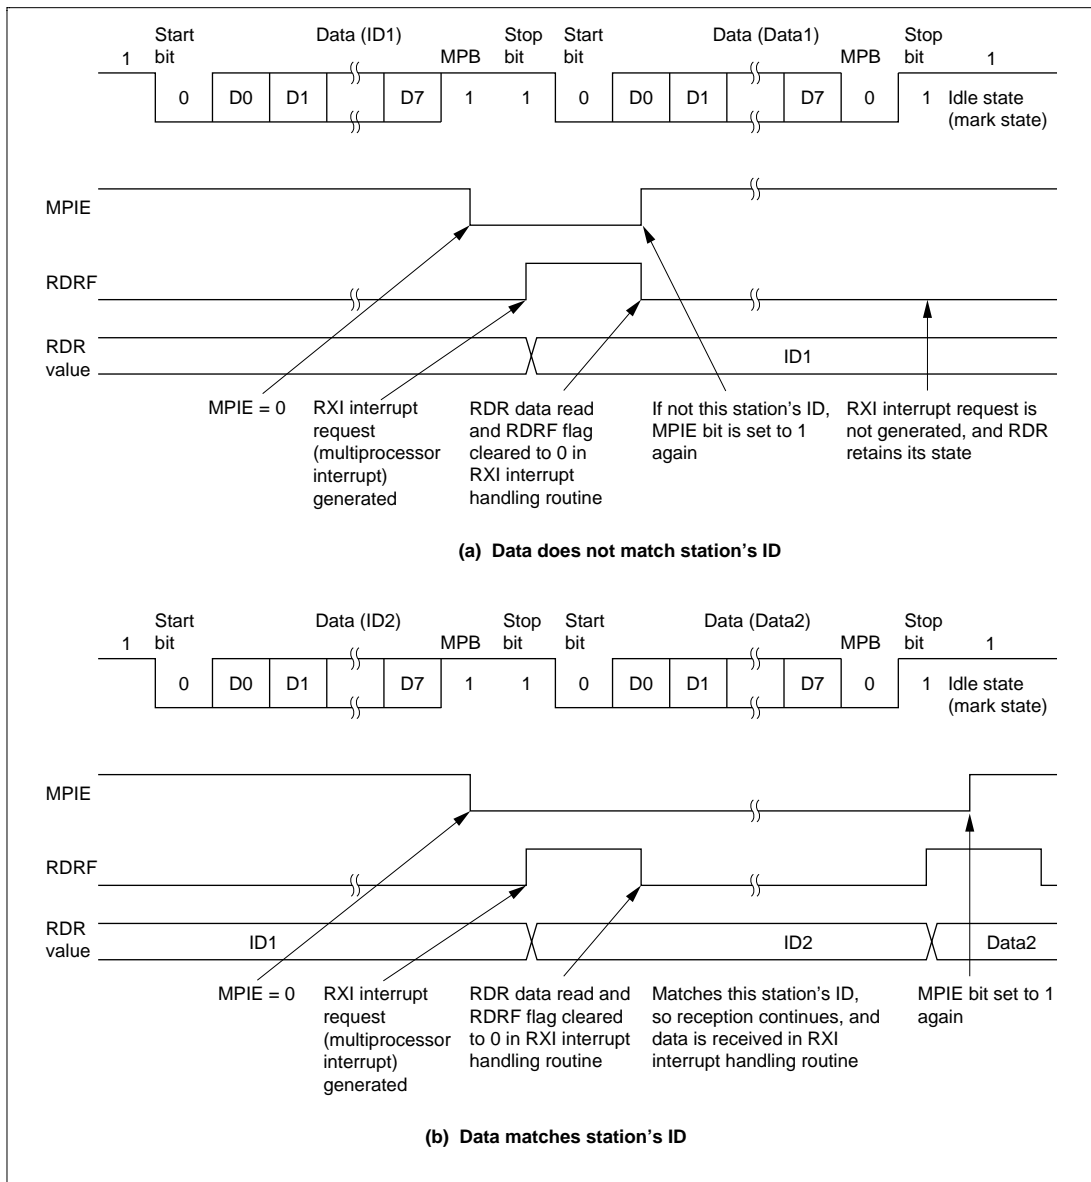 Start Data (ID1) Stop Start Data (Data1) Stop
1 bit MPB bit bit MPB bit 1
0 D0 D1 D7 1 1 0 D0 D1 D7 0 1 Idle state
(mark state)
MPIE
RDRF
RDR
value
ID1
MPIE = 0
RXI interrupt
request
(multiprocessor
interrupt)
generated
RDR data read
and RDRF flag
cleared to 0 in
RXI interrupt
handling routine
If not this station's ID,
MPIE bit is set to 1
again
RXI interrupt request is
not generated, and RDR
retains its state
(a) Data does not match station's ID
Start Data (ID2) Stop Start Data (Data2) Stop
1 bit MPB bit bit MPB bit 1
0 D0 D1 D7 1 1 0 D0 D1 D7 0 1 Idle state
(mark state)
MPIE
RDRF
RDR
value
ID1 ID2 Data2
MPIE = 0
RXI interrupt
request
(multiprocessor
interrupt)
generated
RDR data read and
RDRF flag cleared
to 0 in RXI interrupt
handling routine
Matches this station's ID,
so reception continues, and
data is received in RXI
interrupt handling routine
MPIE bit set to 1
again
(b) Data matches station's ID